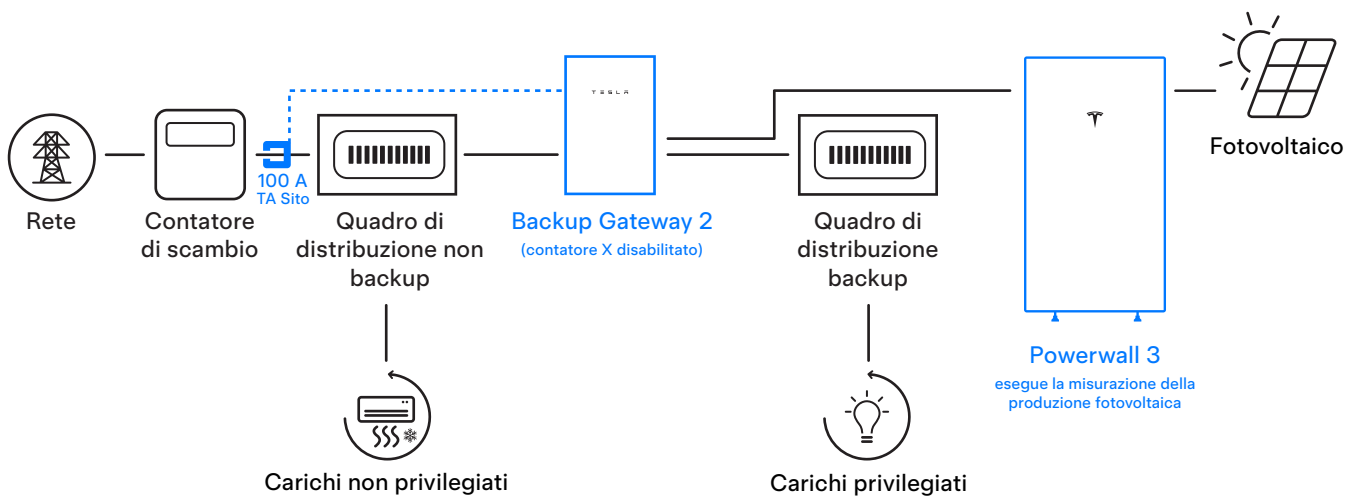 TESLA
Fotovoltaico
100 A
TA Sito
Rete
Contatore
di scambio
Quadro di
distribuzione non
backup
Backup Gateway 2
(contatore X disabilitato)
Quadro di
distribuzione
backup
Powerwall 3
esegue la misurazione della
produzione fotovoltaica
Carichi non privilegiati
Carichi privilegiati